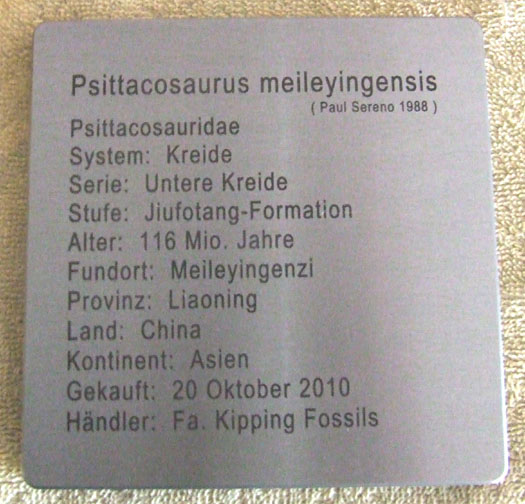 Psittacosaurus meileyingensis
( Paul Sereno 1988 )
Psittacosauridae
System: Kreide
Serie: Untere Kreide
Stufe: Jiufotang-Formation
Alter: 116 Mio. Jahre
Fundort: Meileyingenzi
Provinz: Liaoning
Land: China
Kontinent: Asien
Gekauft: 20 Oktober 2010
Händler: Fa. Kipping Fossils